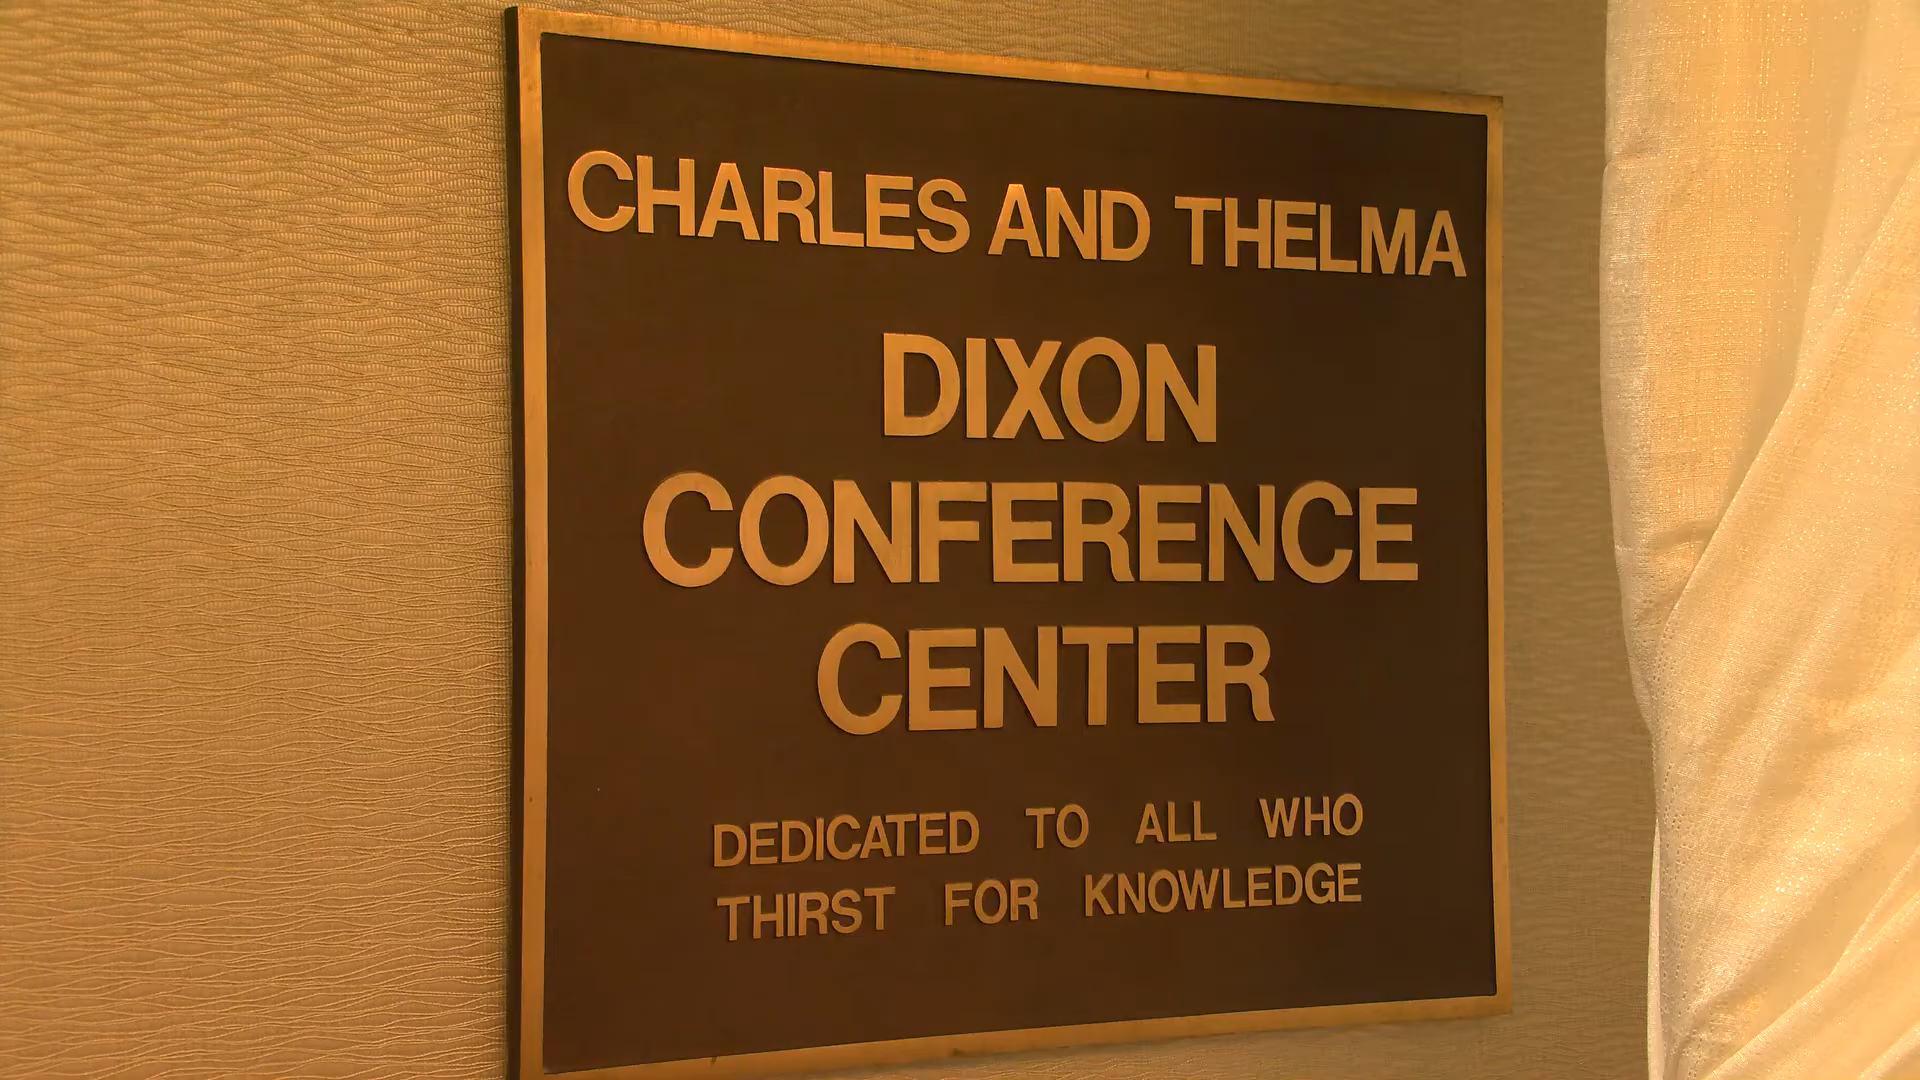 CHARLES AND THELMA
DIXON
CONFERENCE
CENTER
DEDICATED TO ALL WHO
THIRST FOR KNOWLEDGE